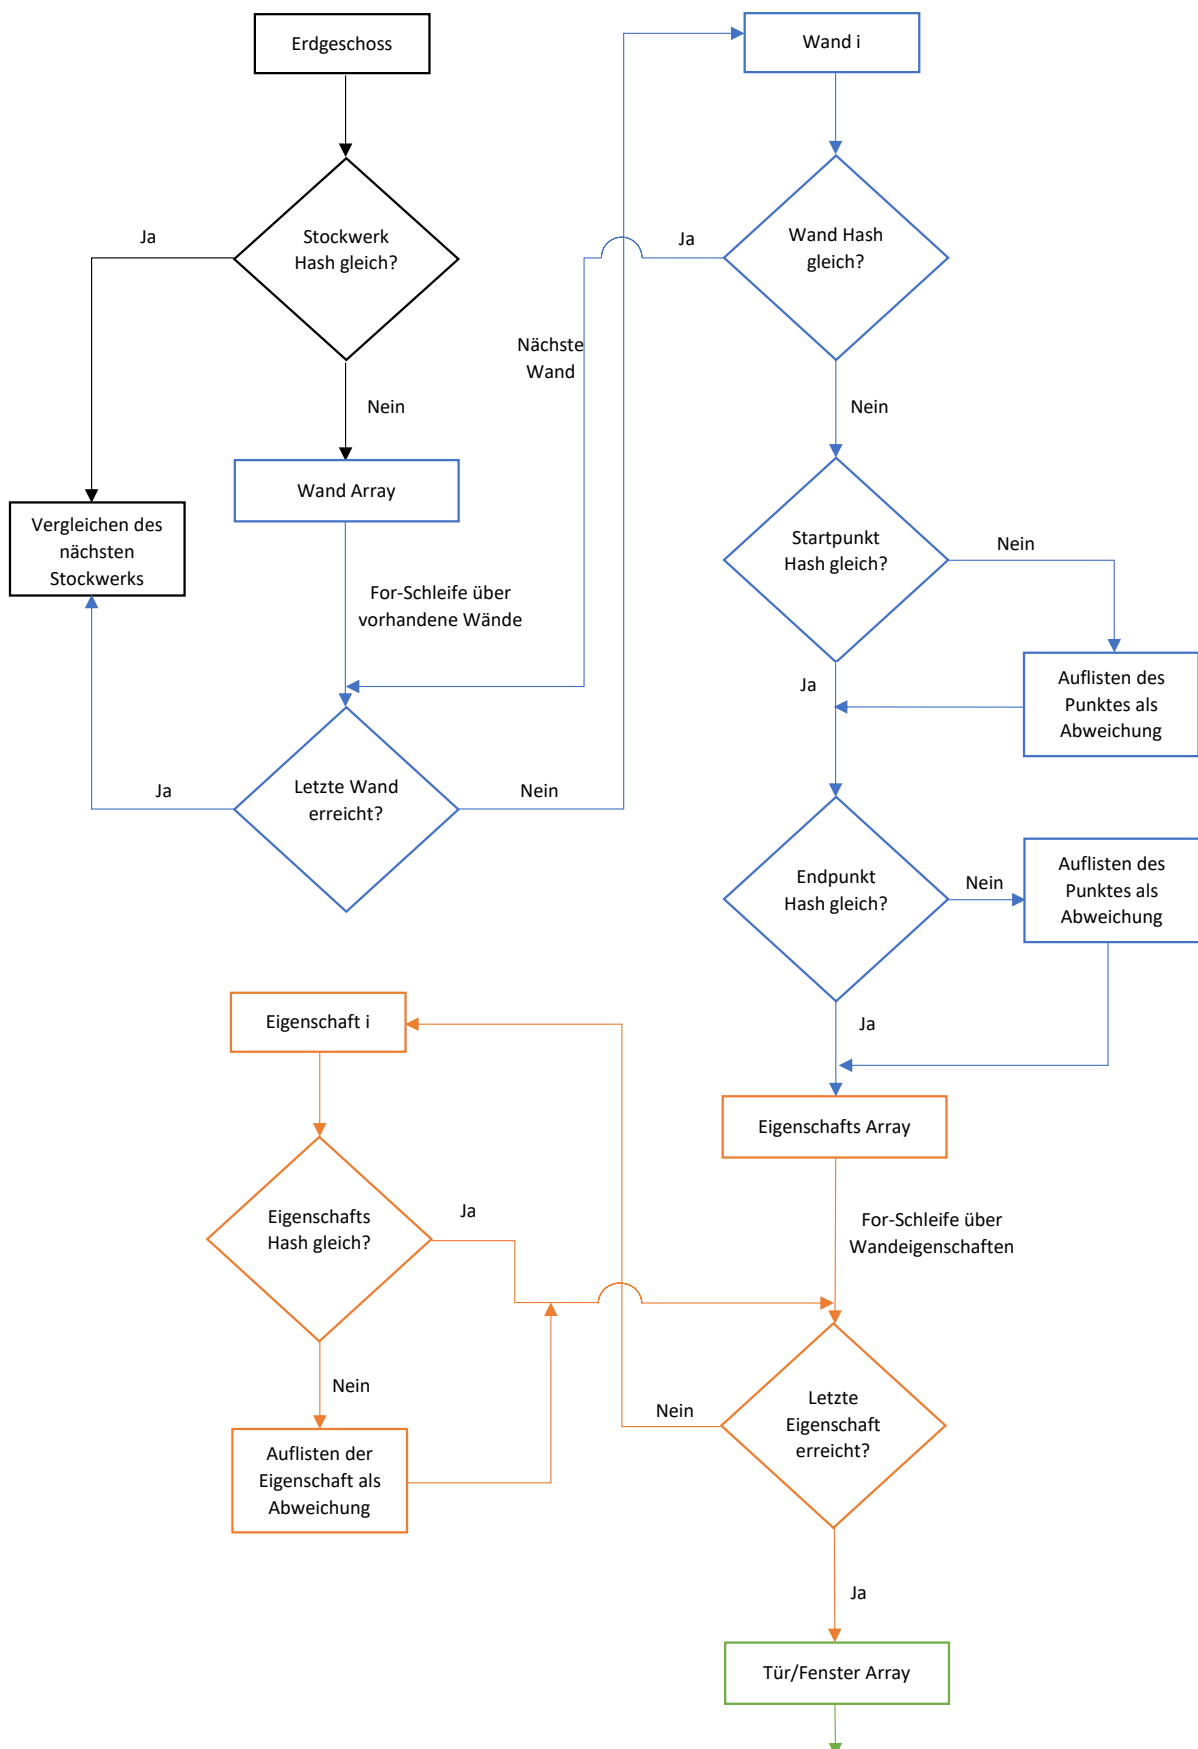 Erdgeschoss
Stockwerk
Hash gleich?
Ja
Nein
Vergleichen des
nächsten
Stockwerks
Wand Array
For-Schleife über
vorhandene Wände
Letzte Wand
erreicht?
Ja
Nein
Wand i
Wand Hash
gleich?
Ja
Nächste
Wand
Nein
Startpunkt
Hash gleich?
Nein
Auflisten des
Punktes als
Abweichung
Ja
Endpunkt
Hash gleich?
Nein
Auflisten des
Punktes als
Abweichung
Ja
Eigenschafts Array
For-Schleife über
Wandeigenschaften
Letzte
Eigenschaft
erreicht?
Nein
Eigenschaft i
Eigenschafts
Hash gleich?
Ja
Nein
Auflisten der
Eigenschaft als
Abweichung
Ja
Tür/Fenster Array